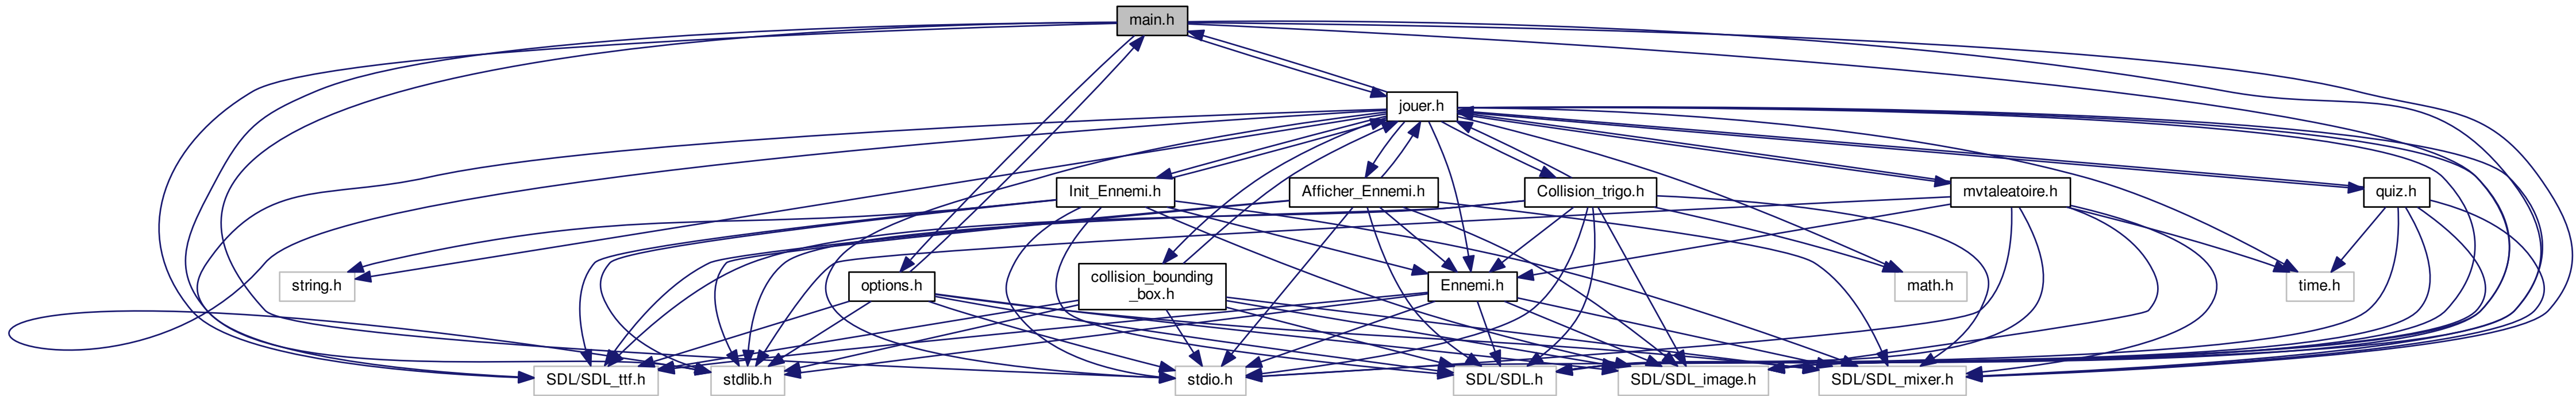 main.h
jouer.h
Init_Ennemi.h
Afficher_Ennemi.h
Collision_trigo.h
mvtaleatoire.h
quiz.h
string.h
options.h
collision_bounding
_box.h
Ennemi.h
math.h
time.h
SDL/SDL_ttf.h
stdlib.h
stdio.h
SDL/SDL.h
SDL/SDL_image.h
SDL/SDL_mixer.h